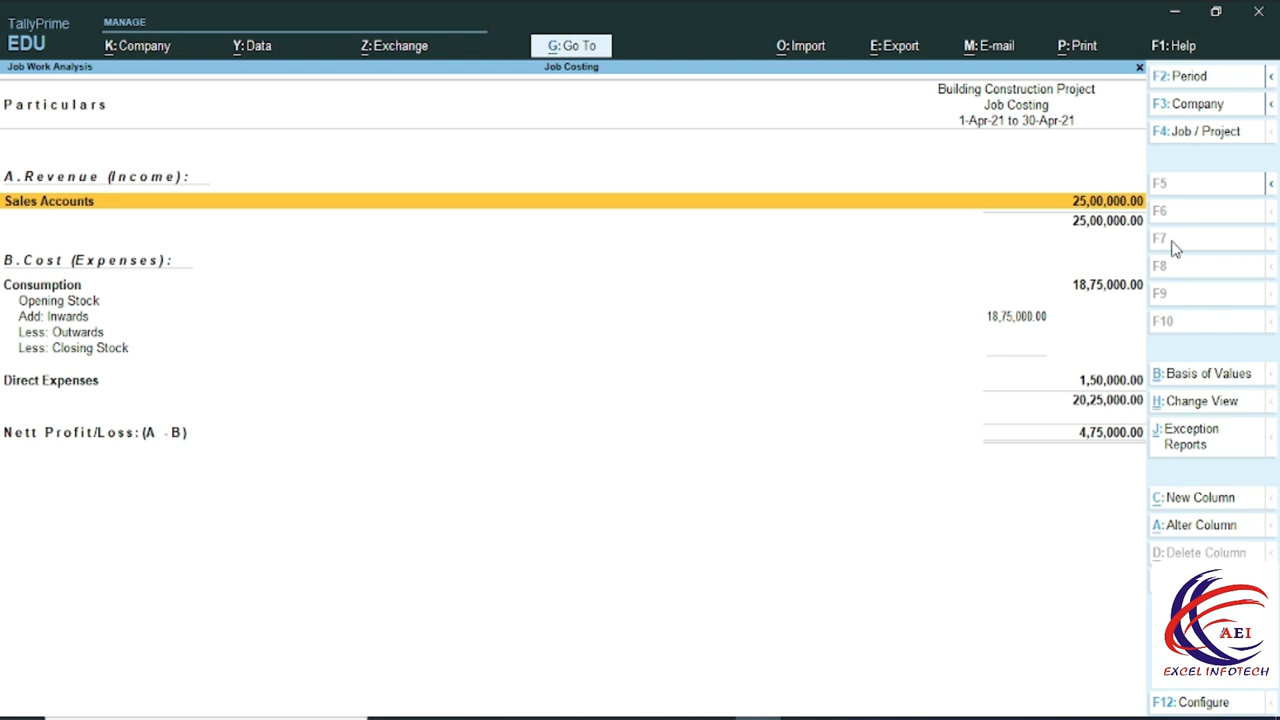 TallyPrime
EDU
MANAGE
K: Company
Y: Data
Z: Exchange
G: Go To
O: Import
E: Export
M: E-mail
P: Print
F1: Help
Job Work Analysis
Job Costing
x
Particulars
Building Construction Project
Job Costing
1-Apr-21 to 30-Apr-21
A.Revenue (Income):
Sales Accounts 25,00,000.00
25,00,000.00
B.Cost (Expenses):
Consumption 18,75,000.00
Opening Stock
Add: Inwards 18,75,000.00
Less: Outwards
Less: Closing Stock
Direct Expenses 1,50,000.00
20,25,000.00
Nett Profit/Loss:(A - B) 4,75,000.00
F2: Period
F3: Company
F4: Job / Project
F5
F6
F7
F8
F9
F10
B: Basis of Values
H: Change View
J: Exception
Reports
C: New Column
A: Alter Column
D: Delete Column
AEI
EXCEL INFOTECH
F12: Configure